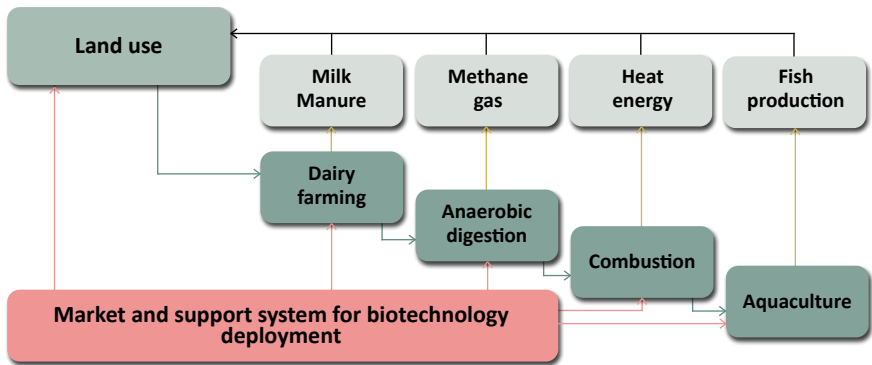 Land use
Milk
Manure
Methane
gas
Heat
energy
Fish
production
Dairy
farming
Anaerobic
digestion
Combustion
Aquaculture
Market and support system for biotechnology
deployment